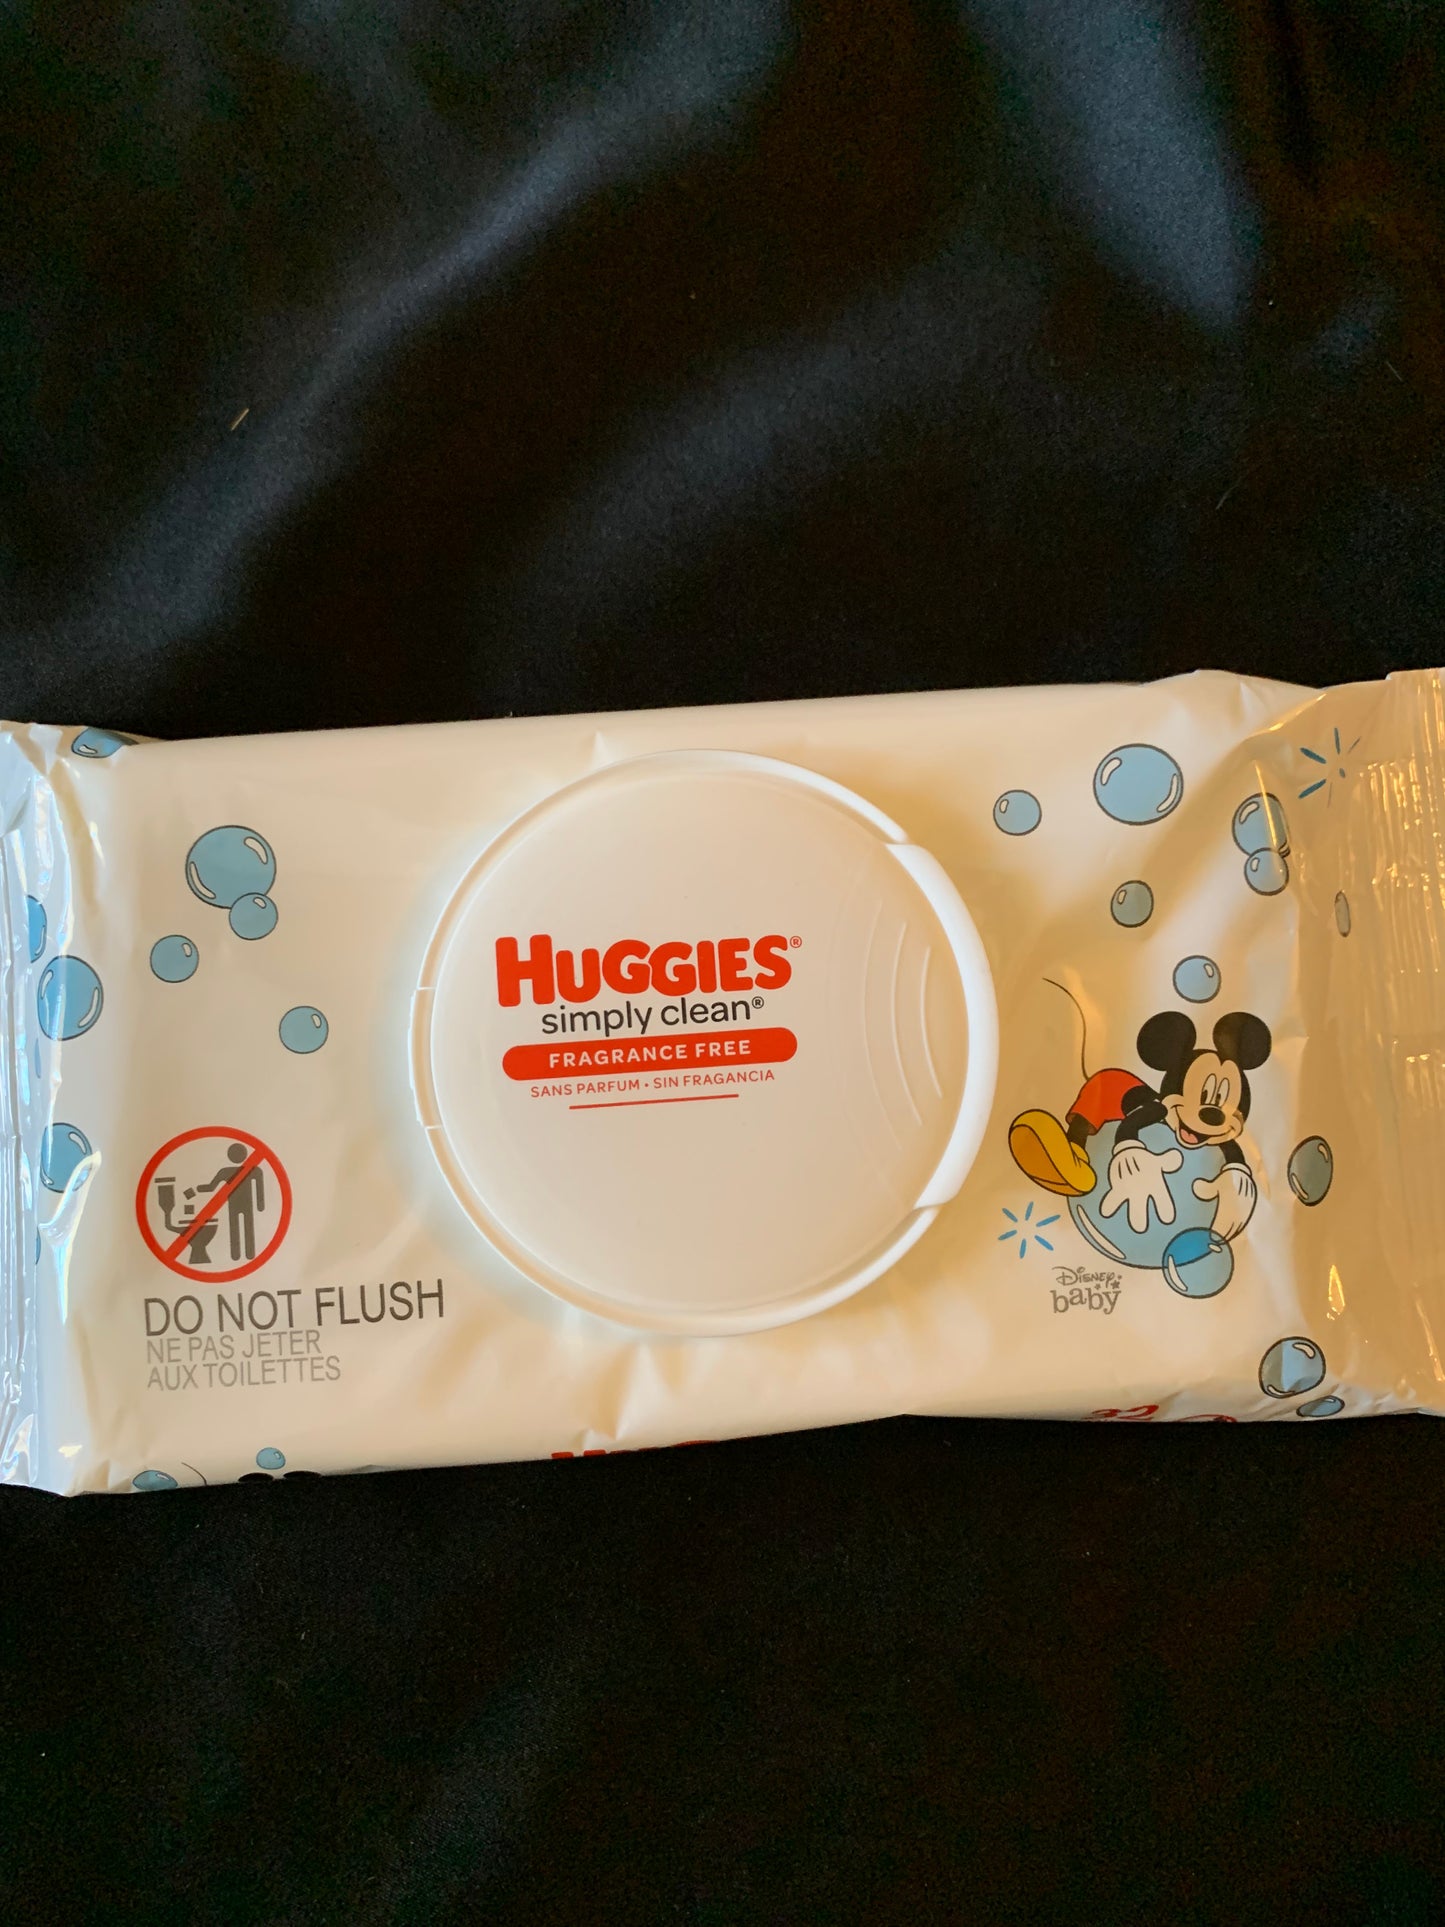 HUGGIES®
simply clean®
FRAGRANCE FREE
SANS PARFUM • SIN FRAGANCIA
DO NOT FLUSH
NE PAS JETER
AUX TOILETTES
Disney
baby